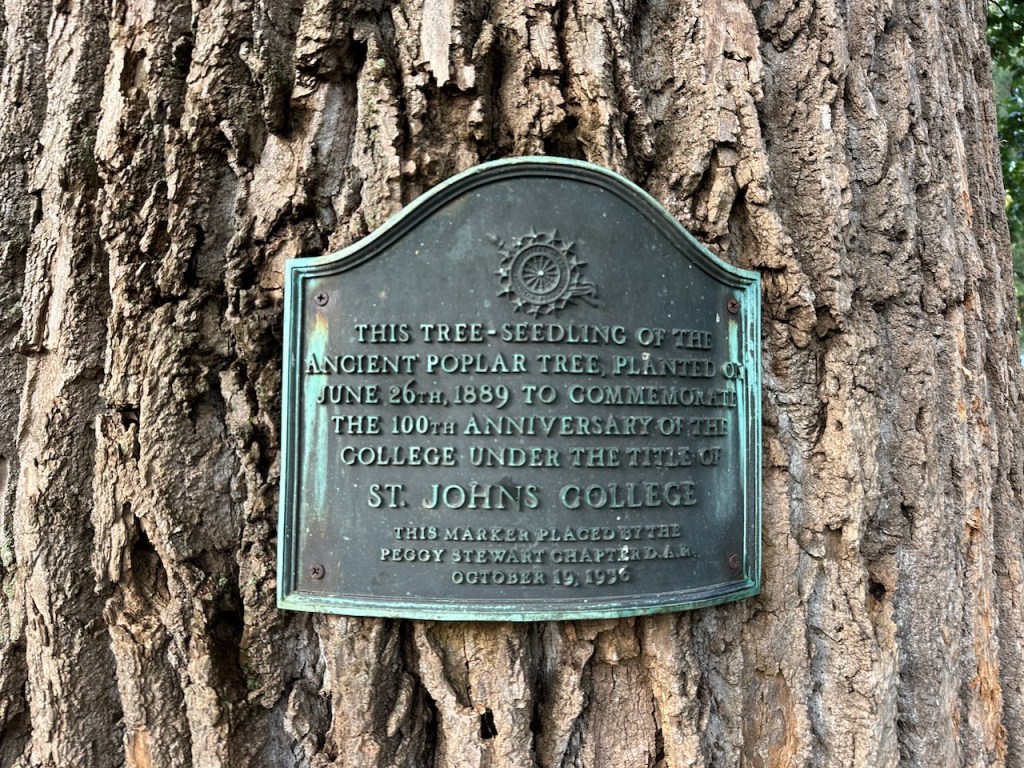 THIS TREE-SEEDLING OF THE
ANCIENT POPLAR TREE, PLANTED ON
JUNE 26TH, 1889 TO COMMEMORATE
THE 100TH ANNIVERSARY OF THE
COLLEGE UNDER THE TITLE OF
ST. JOHNS COLLEGE
THIS MARKER PLACED BY THE
PEGGY STEWART CHAPTER D.A.R.
OCTOBER 19, 1936